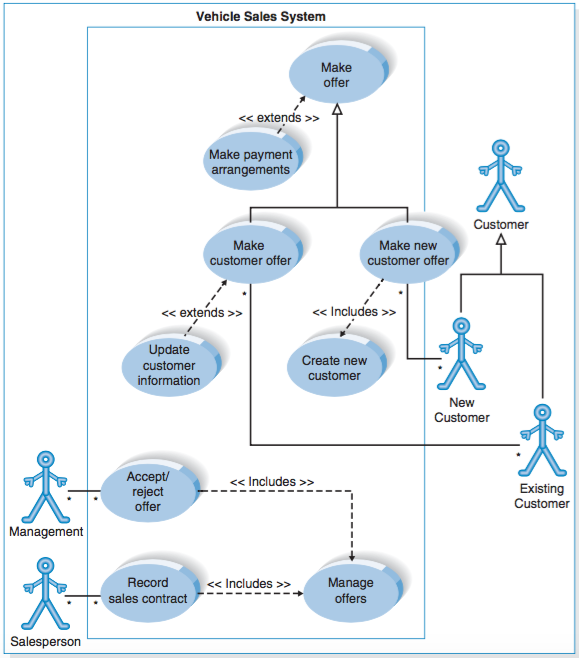 Vehicle Sales System
Make
offer
<< extends >>
Make payment
arrangements
Customer
Make
customer offer
Make new
customer offer
*
*
<< extends >>
<< Includes >>
Update
customer
information
Create new
customer
*
New
Customer
*
Existing
Customer
Accept/
reject
offer
<< Includes >>
*
*
Management
Record
sales contract
<< Includes >>
Manage
offers
*
*
Salesperson